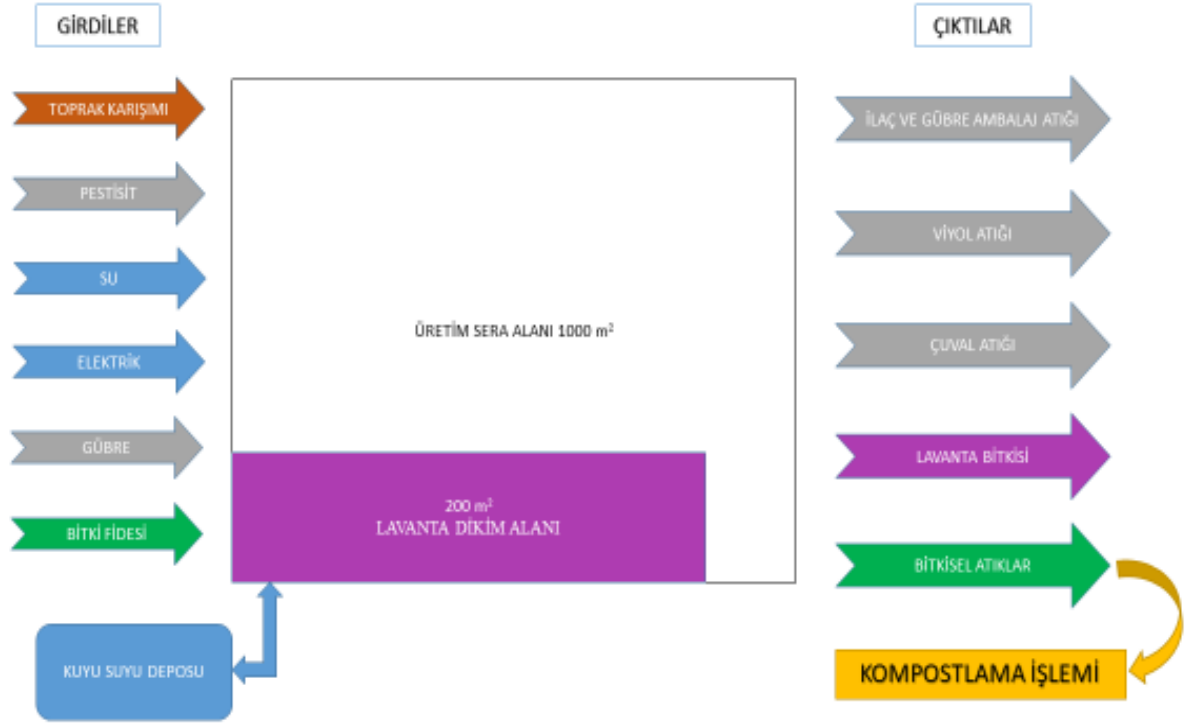 GİRDİLER
TOPRAK KARIŞIMI
PESTİSİT
SU
ELEKTRİK
GÜBRE
BİTKİ FİDESİ
KUYU SUYU DEPOSU
ÜRETİM SERA ALANI 1000 m²
200 m²
LAVANTA DİKİM ALANI
ÇIKTILAR
İLAÇ VE GÜBRE AMBALAJ ATIĞI
VİYOL ATIĞI
ÇUVAL ATIĞI
LAVANTA BİTKİSİ
BİTKİSEL ATIKLAR
KOMPOSTLAMA İŞLEMİ